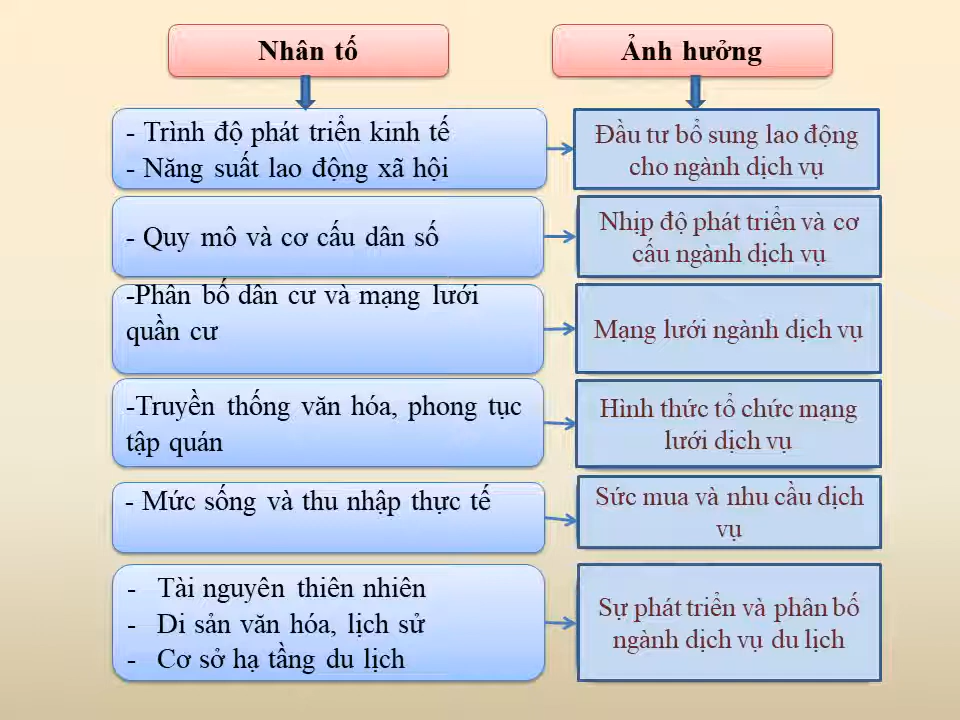 Nhân tố
Ảnh hưởng
- Trình độ phát triển kinh tế
- Năng suất lao động xã hội
Đầu tư bổ sung lao động
cho ngành dịch vụ
- Quy mô và cơ cấu dân số
Nhịp độ phát triển và cơ
cấu ngành dịch vụ
-Phân bố dân cư và mạng lưới
quần cư
Mạng lưới ngành dịch vụ
-Truyền thống văn hóa, phong tục
tập quán
Hình thức tổ chức mạng
lưới dịch vụ
- Mức sống và thu nhập thực tế
Sức mua và nhu cầu dịch
vụ
- Tài nguyên thiên nhiên
- Di sản văn hóa, lịch sử
- Cơ sở hạ tầng du lịch
Sự phát triển và phân bố
ngành dịch vụ du lịch